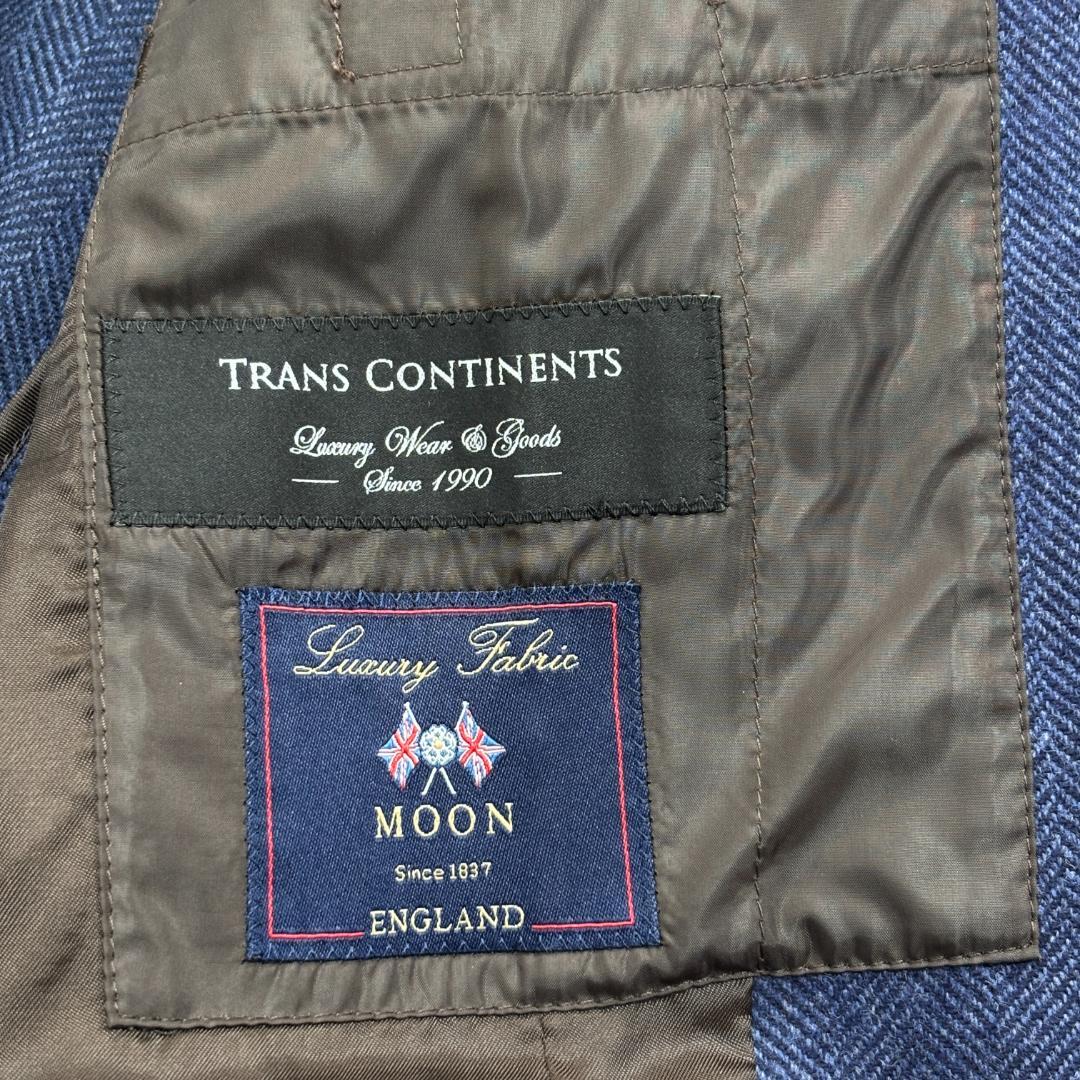 TRANS CONTINENTS
Luxury Wear & Goods
Since 1990
Luxury Fabric
MOON
Since 1837
ENGLAND